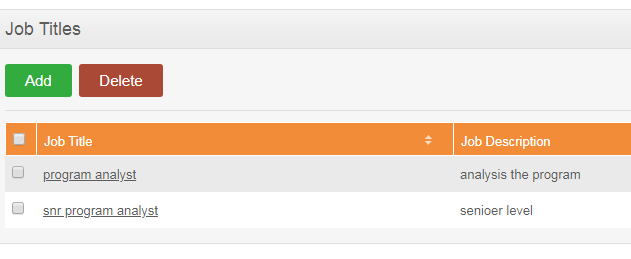 Job Titles
Add Delete
Job Title Job Description
program analyst analysis the program
snr program analyst senioer level